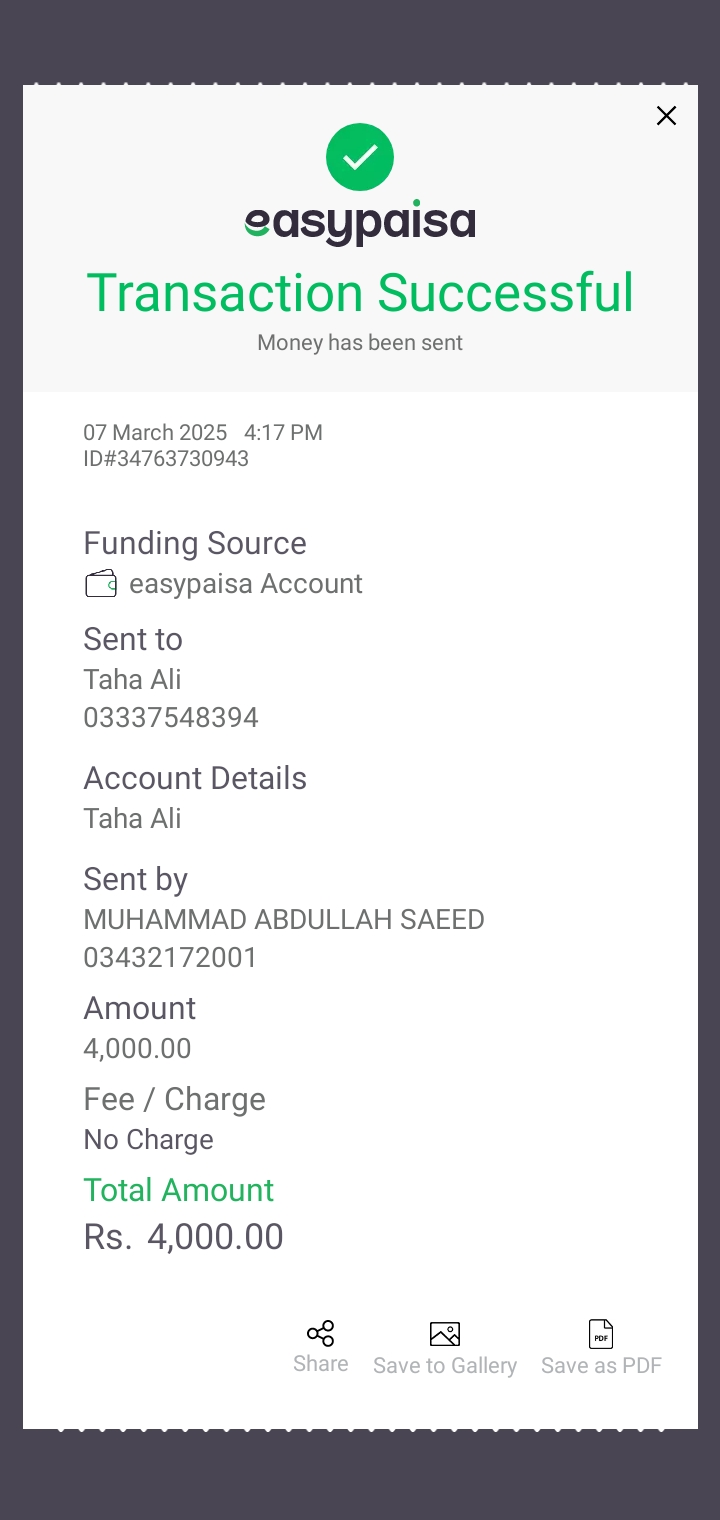 easypaisa
Transaction Successful
Money has been sent
07 March 2025 4:17 PM
ID#34763730943
Funding Source
easypaisa Account
Sent to
Taha Ali
03337548394
Account Details
Taha Ali
Sent by
MUHAMMAD ABDULLAH SAEED
03432172001
Amount
4,000.00
Fee / Charge
No Charge
Total Amount
Rs. 4,000.00
PDF
Share Save to Gallery Save as PDF